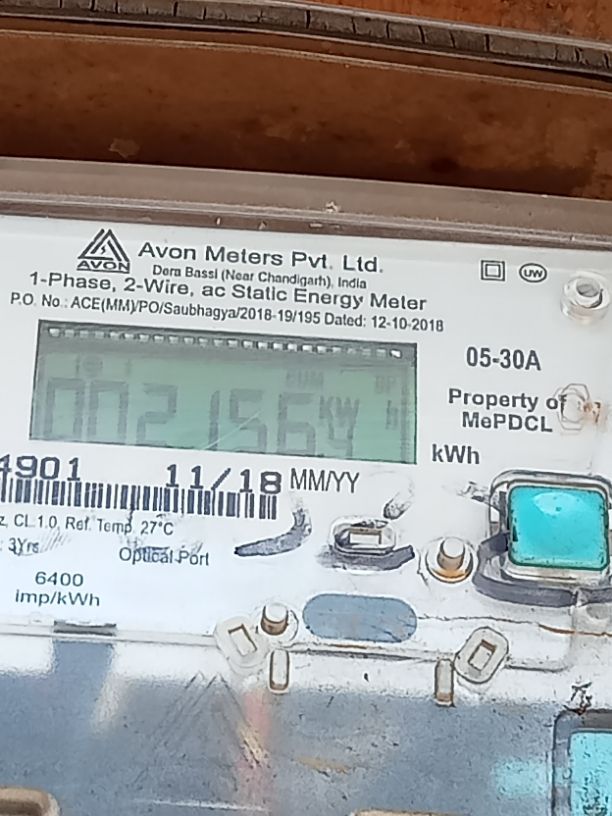 AVON
Avon Meters Pvt. Ltd.
Dera Bassi (Near Chandigarh), India
1-Phase, 2-Wire, ac Static Energy Meter
P.O. No.: ACE(MM)/PO/Saubhagya/2018-19/195 Dated: 12-10-2018
UW
05-30A
Property of
MePDCL
CUM
002156 KW h
kWh
4901 11/18 MM/YY
z, CL.1.0, Ref. Temp. 27°C
: 3Yrs
Optical Port
6400
imp/kWh